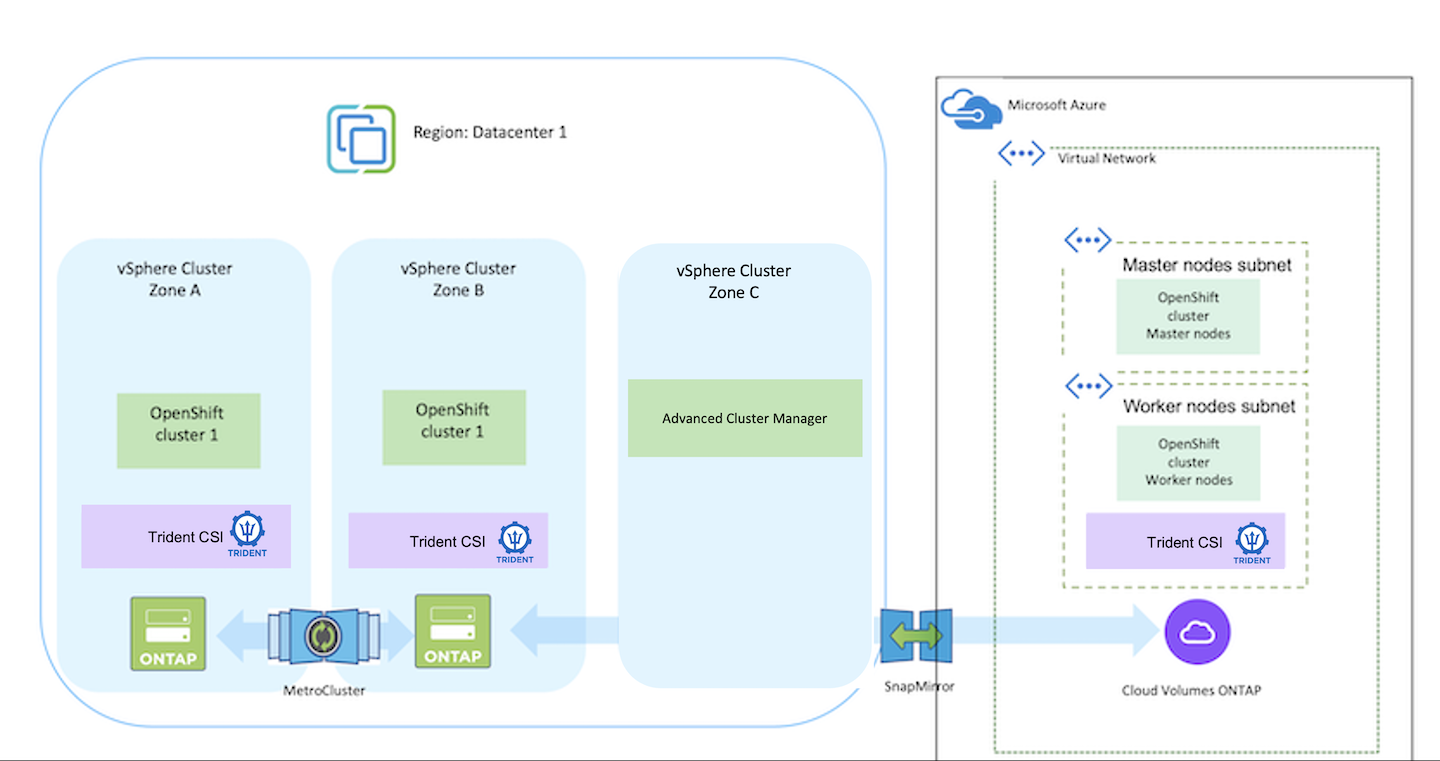 Region: Datacenter 1
vSphere Cluster
Zone A
OpenShift
cluster 1
Trident CSI
TRIDENT
ONTAP
MetroCluster
vSphere Cluster
Zone B
OpenShift
cluster 1
Trident CSI
TRIDENT
ONTAP
vSphere Cluster
Zone C
Advanced Cluster Manager
SnapMirror
Microsoft Azure
Virtual Network
Master nodes subnet
OpenShift
cluster
Master nodes
Worker nodes subnet
OpenShift
cluster
Worker nodes
Trident CSI
TRIDENT
Cloud Volumes ONTAP